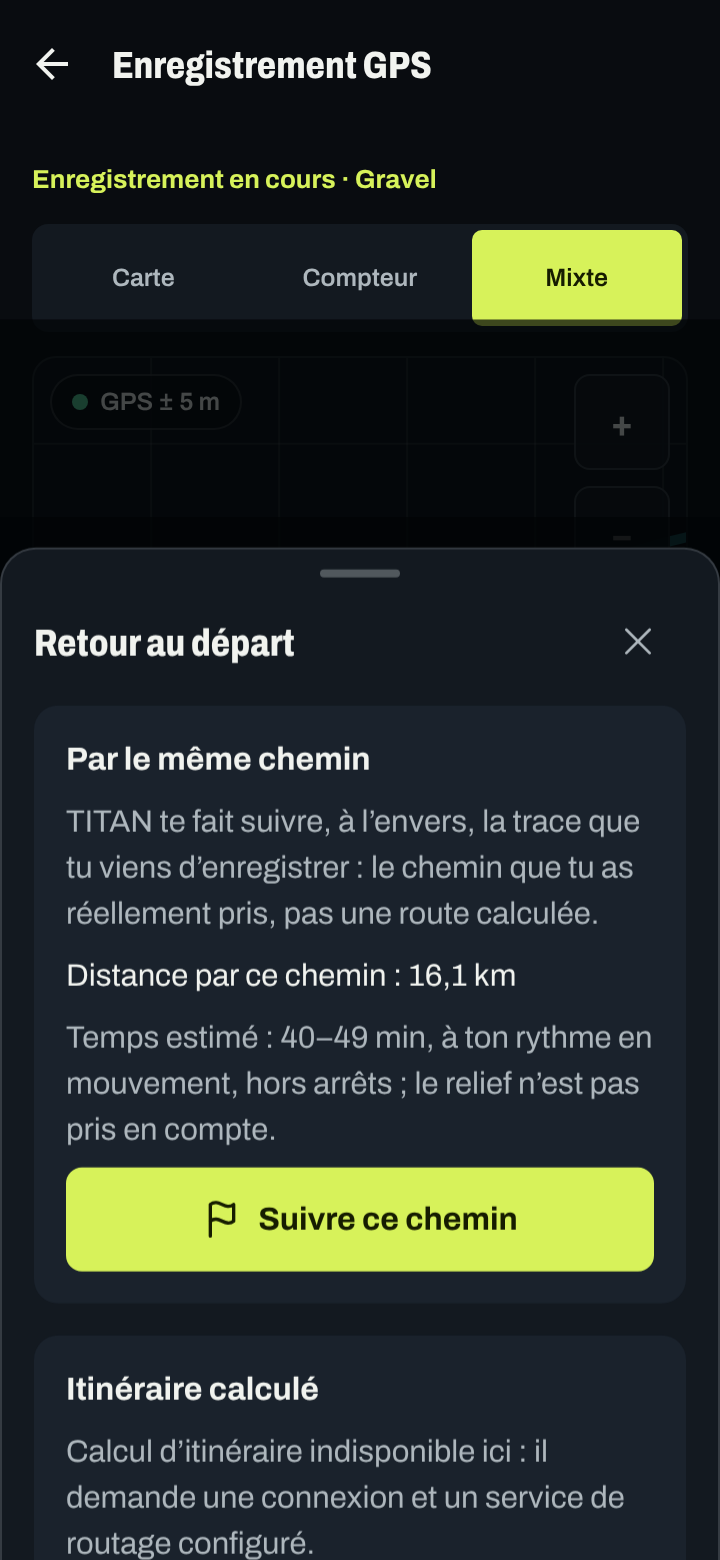 Enregistrement GPS
Enregistrement en cours · Gravel
Carte
Compteur
Mixte
GPS ± 5 m
+
−
Retour au départ
Par le même chemin
TITAN te fait suivre, à l’envers, la trace que
tu viens d’enregistrer : le chemin que tu as
réellement pris, pas une route calculée.
Distance par ce chemin : 16,1 km
Temps estimé : 40–49 min, à ton rythme en
mouvement, hors arrêts ; le relief n’est pas
pris en compte.
Suivre ce chemin
Itinéraire calculé
Calcul d’itinéraire indisponible ici : il
demande une connexion et un service de
routage configuré.